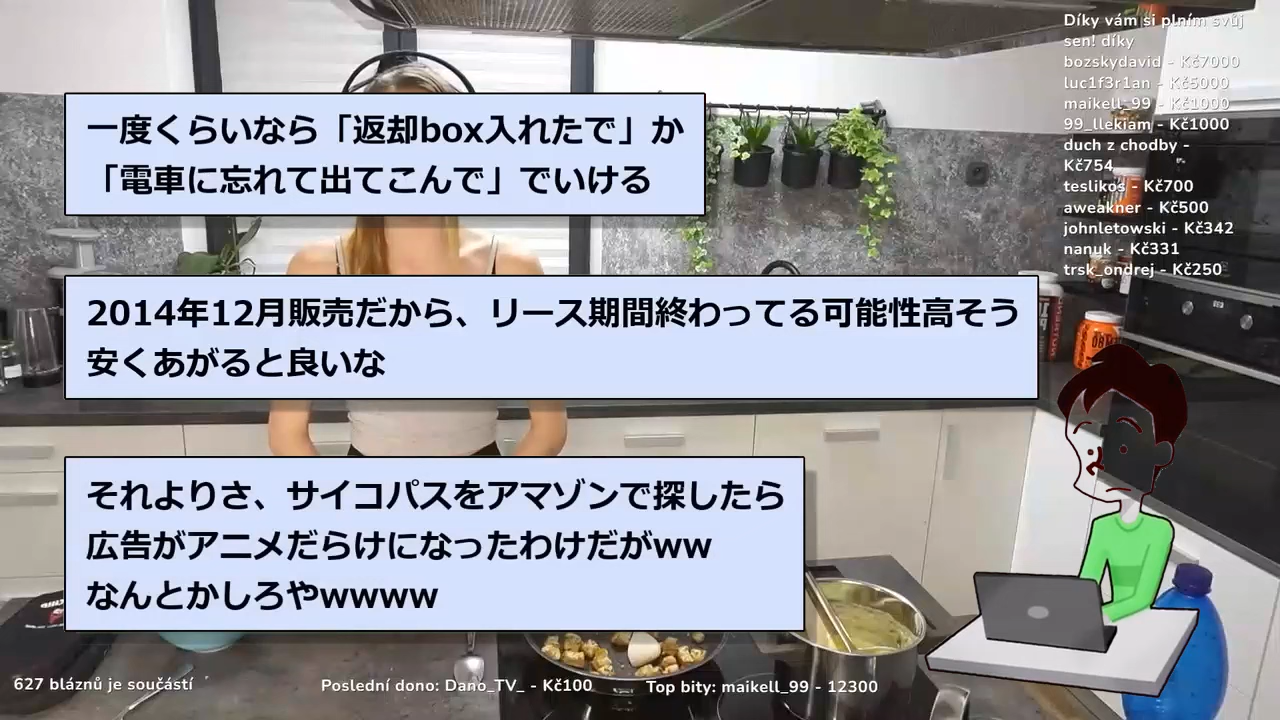 一度くらいなら「返却box入れたで」か
「電車に忘れて出てこんで」でいける
2014年12月販売だから、リース期間終わってる可能性高そう
安くあがると良いな
それよりさ、サイコパスをアマゾンで探したら
広告がアニメだらけになったわけだがww
なんとかしろやwwww
Díky vám si plním svůj
sen! díky
bozskydavid - Kč7000
luc1f3r1an - Kč5000
maikell_99 - Kč1000
99_llekiam - Kč1000
duch z chodby -
Kč754
teslikos - Kč700
aweakner - Kč500
johnletowski - Kč342
nanuk - Kč331
trsk_ondrej - Kč250
627 bláznů je součástí
Poslední dono: Dano_TV_ - Kč100
Top bity: maikell_99 - 12300